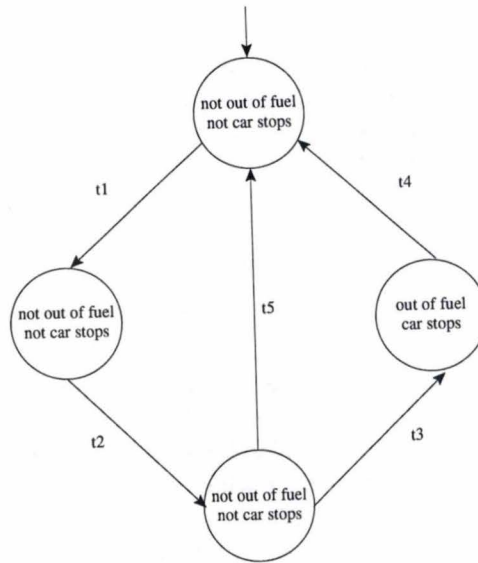 not out of fuel
not car stops
t1
t4
not out of fuel
not car stops
t5
out of fuel
car stops
t2
t3
not out of fuel
not car stops